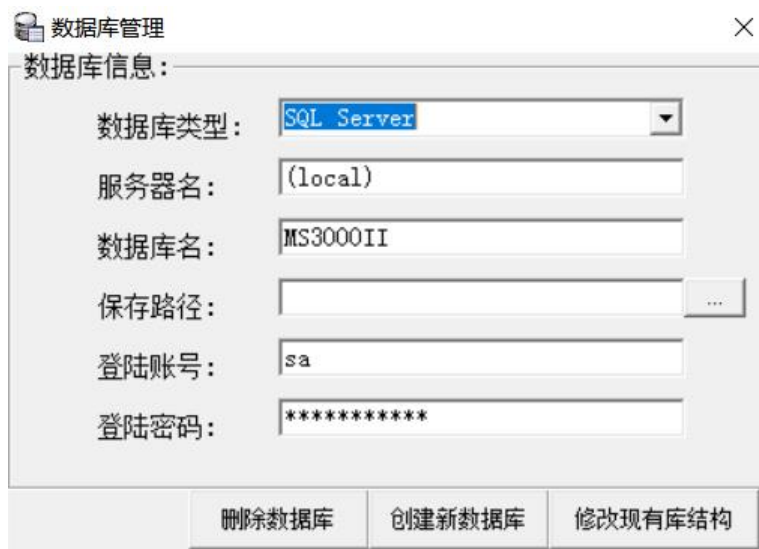 数据库管理
数据库信息:
数据库类型: SQL Server
服务器名: (local)
数据库名: MS3000II
保存路径: ...
登陆账号: sa
登陆密码: ***********
删除数据库 创建新数据库 修改现有库结构